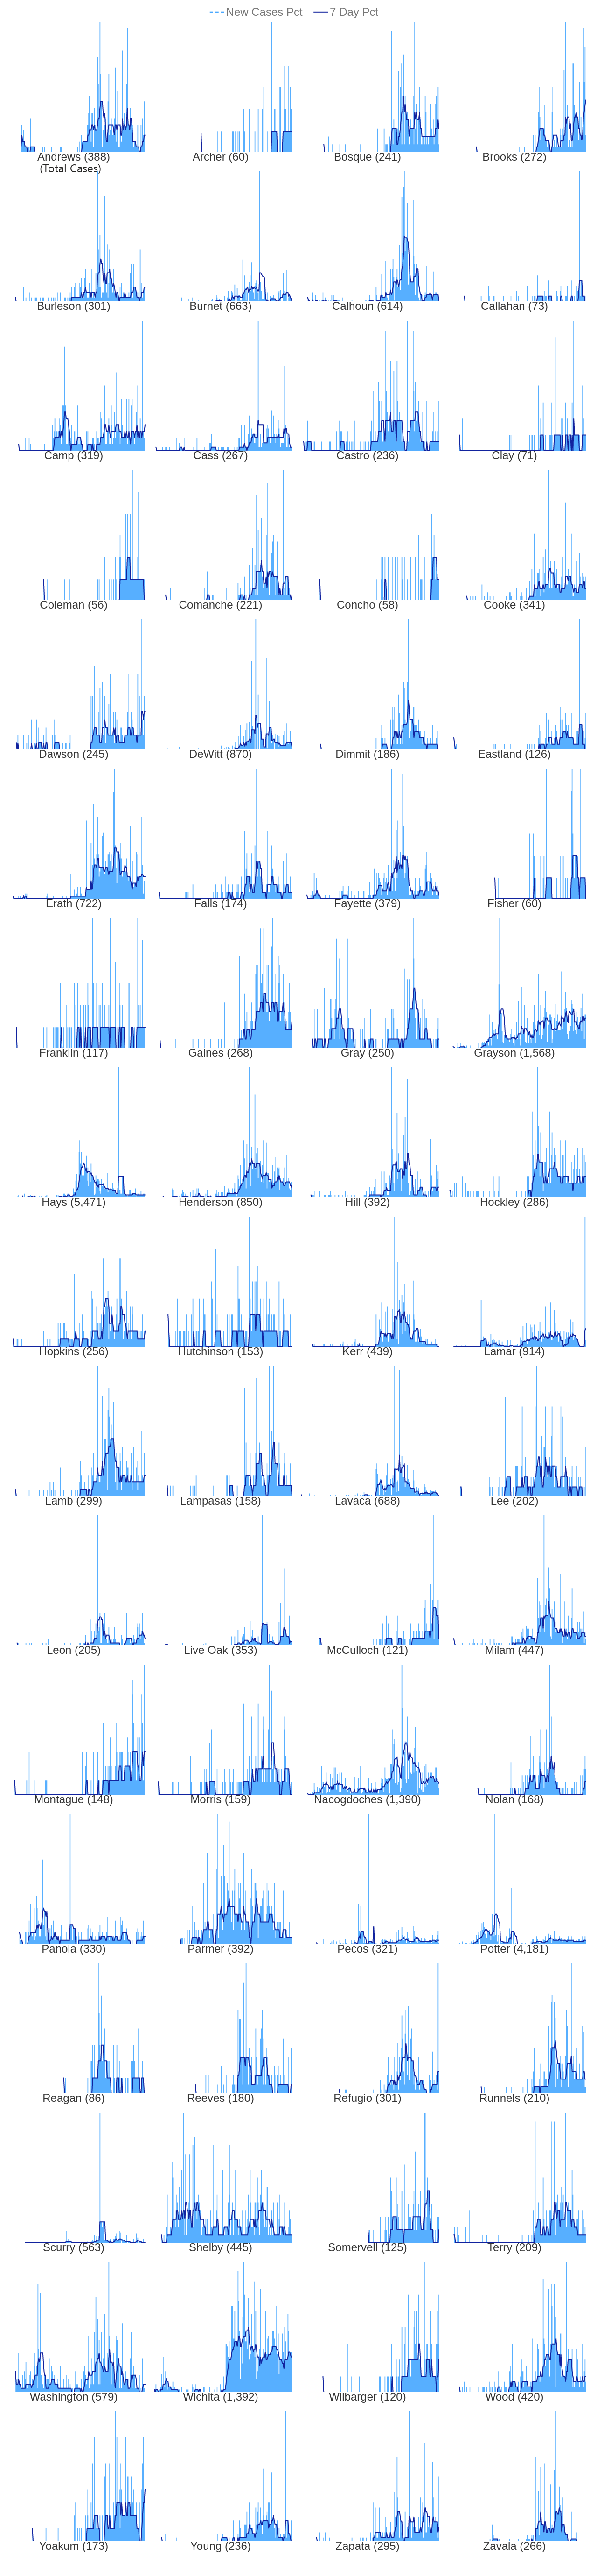 New Cases Pct 7 Day Pct
Andrews (388) Archer (60) Bosque (241) Brooks (272)
(Total Cases)
Burleson (301) Burnet (663) Calhoun (614) Callahan (73)
Camp (319) Cass (267) Castro (236) Clay (71)
Coleman (56) Comanche (221) Concho (58) Cooke (341)
Dawson (245) DeWitt (870) Dimmit (186) Eastland (126)
Erath (722) Falls (174) Fayette (379) Fisher (60)
Franklin (117) Gaines (268) Gray (250) Grayson (1,568)
Hays (5,471) Henderson (850) Hill (392) Hockley (286)
Hopkins (256) Hutchinson (153) Kerr (439) Lamar (914)
Lamb (299) Lampasas (158) Lavaca (688) Lee (202)
Leon (205) Live Oak (353) McCulloch (121) Milam (447)
Montague (148) Morris (159) Nacogdoches (1,390) Nolan (168)
Panola (330) Parmer (392) Pecos (321) Potter (4,181)
Reagan (86) Reeves (180) Refugio (301) Runnels (210)
Scurry (563) Shelby (445) Somervell (125) Terry (209)
Washington (579) Wichita (1,392) Wilbarger (120) Wood (420)
Yoakum (173) Young (236) Zapata (295) Zavala (266)